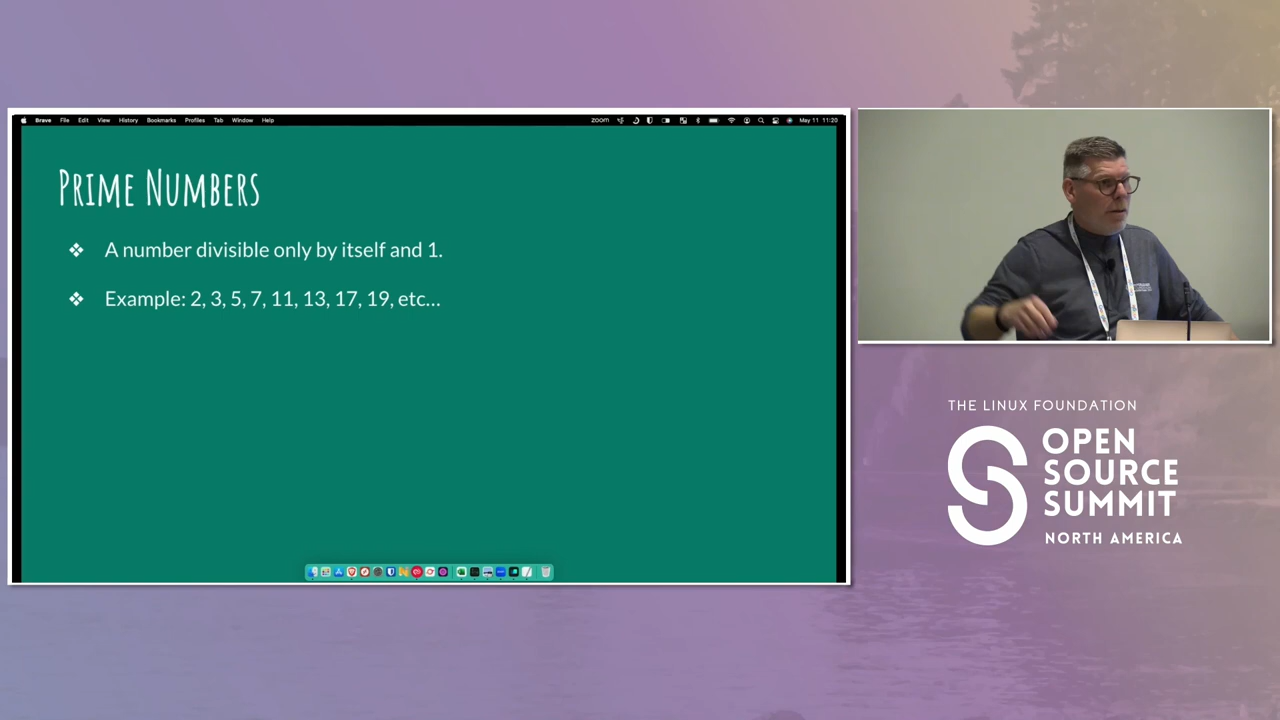 Brave File Edit View History Bookmarks Profiles Tab Window Help
zoom
May 11 11:20
PRIME NUMBERS
❖ A number divisible only by itself and 1.
❖ Example: 2, 3, 5, 7, 11, 13, 17, 19, etc...
THE LINUX FOUNDATION
OPEN
SOURCE
SUMMIT
NORTH AMERICA